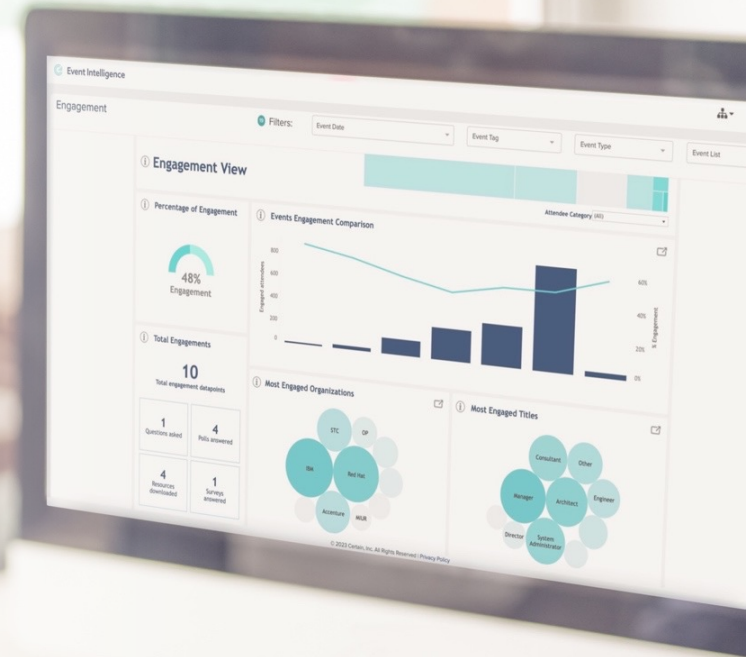 Event Intelligence
Engagement
Filters:
Event Date
Event Tag
Event Type
Event List
Engagement View
Attendee Category (All)
Percentage of Engagement
48%
Engagement
Events Engagement Comparison
Engaged attendees
800
600
400
200
0
60%
40%
20%
0%
% Engagement
Total Engagements
10
Total engagement datapoints
1
Questions asked
4
Polls answered
4
Resources
downloaded
1
Surveys
answered
Most Engaged Organizations
STC
OP
IBM
Red Hat
Accenture
Most Engaged Titles
Consultant
Other
Manager
Architect
Engineer
Director
System
Administrator
© 2023 Certain, Inc. All Rights Reserved | Privacy Policy